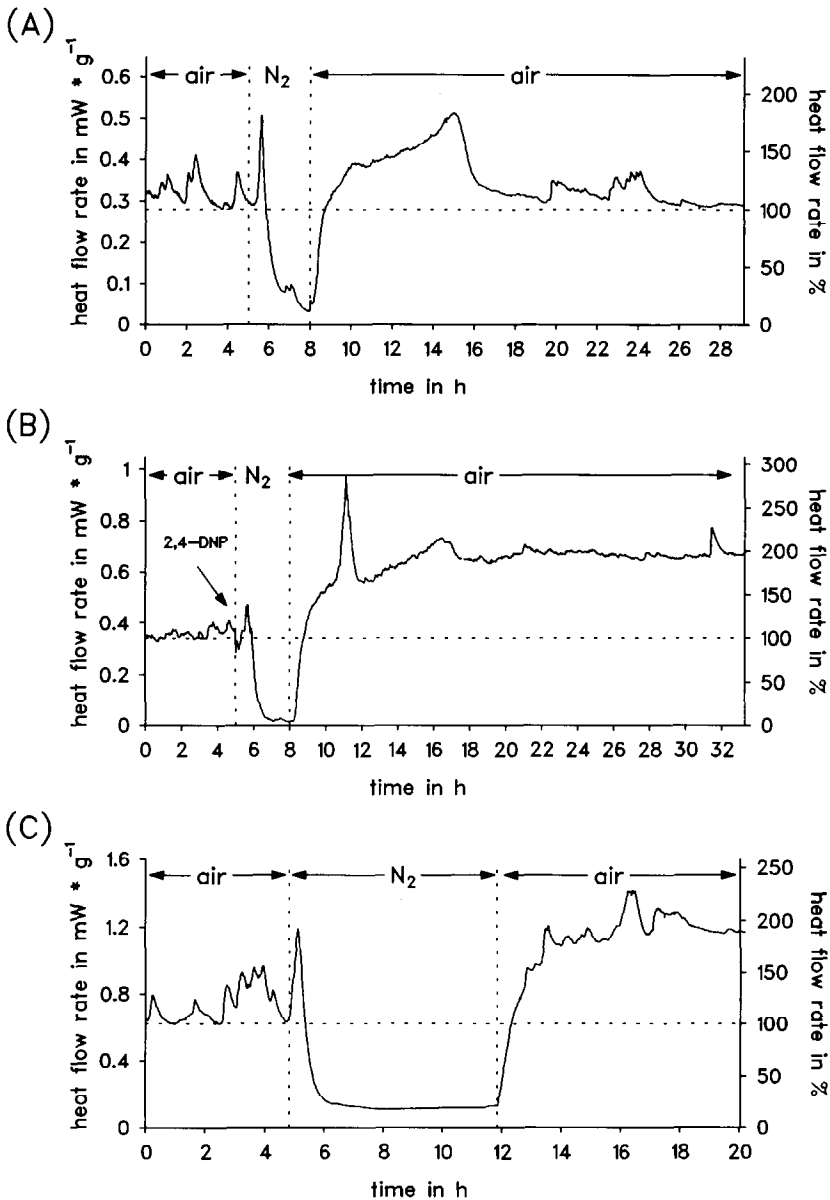 (A)
heat flow rate in mW * g⁻¹
air N₂ air
0.6
0.5
0.4
0.3
0.2
0.1
0
200
150
100
50
0
heat flow rate in %
0 2 4 6 8 10 12 14 16 18 20 22 24 26 28
time in h
(B)
heat flow rate in mW * g⁻¹
air N₂ air
2,4-DNP
1
0.8
0.6
0.4
0.2
0
300
250
200
150
100
50
0
heat flow rate in %
0 2 4 6 8 10 12 14 16 18 20 22 24 26 28 30 32
time in h
(C)
heat flow rate in mW * g⁻¹
air N₂ air
1.6
1.2
0.8
0.4
0
250
200
150
100
50
0
heat flow rate in %
0 2 4 6 8 10 12 14 16 18 20
time in h